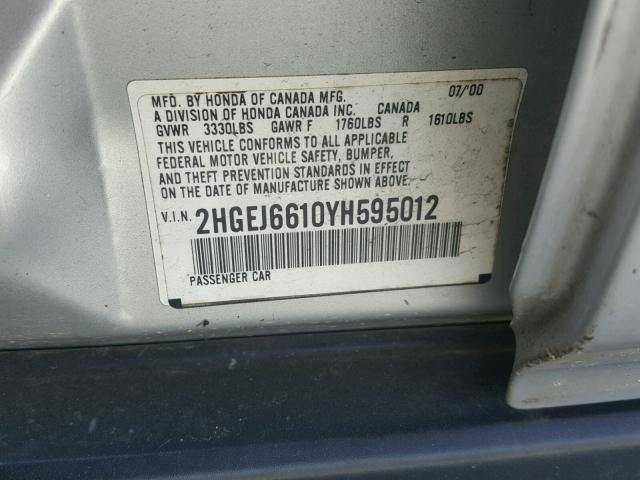 MFD. BY HONDA OF CANADA MFG. 07/'00
A DIVISION OF HONDA CANADA INC. CANADA
GVWR 3330LBS GAWR F 1760LBS R 1610LBS
THIS VEHICLE CONFORMS TO ALL APPLICABLE
FEDERAL MOTOR VEHICLE SAFETY, BUMPER,
AND THEFT PREVENTION STANDARDS IN EFFECT
ON THE DATE OF MANUFACTURE SHOWN ABOVE.
V.I.N. 2HGEJ6610YH595012
PASSENGER CAR